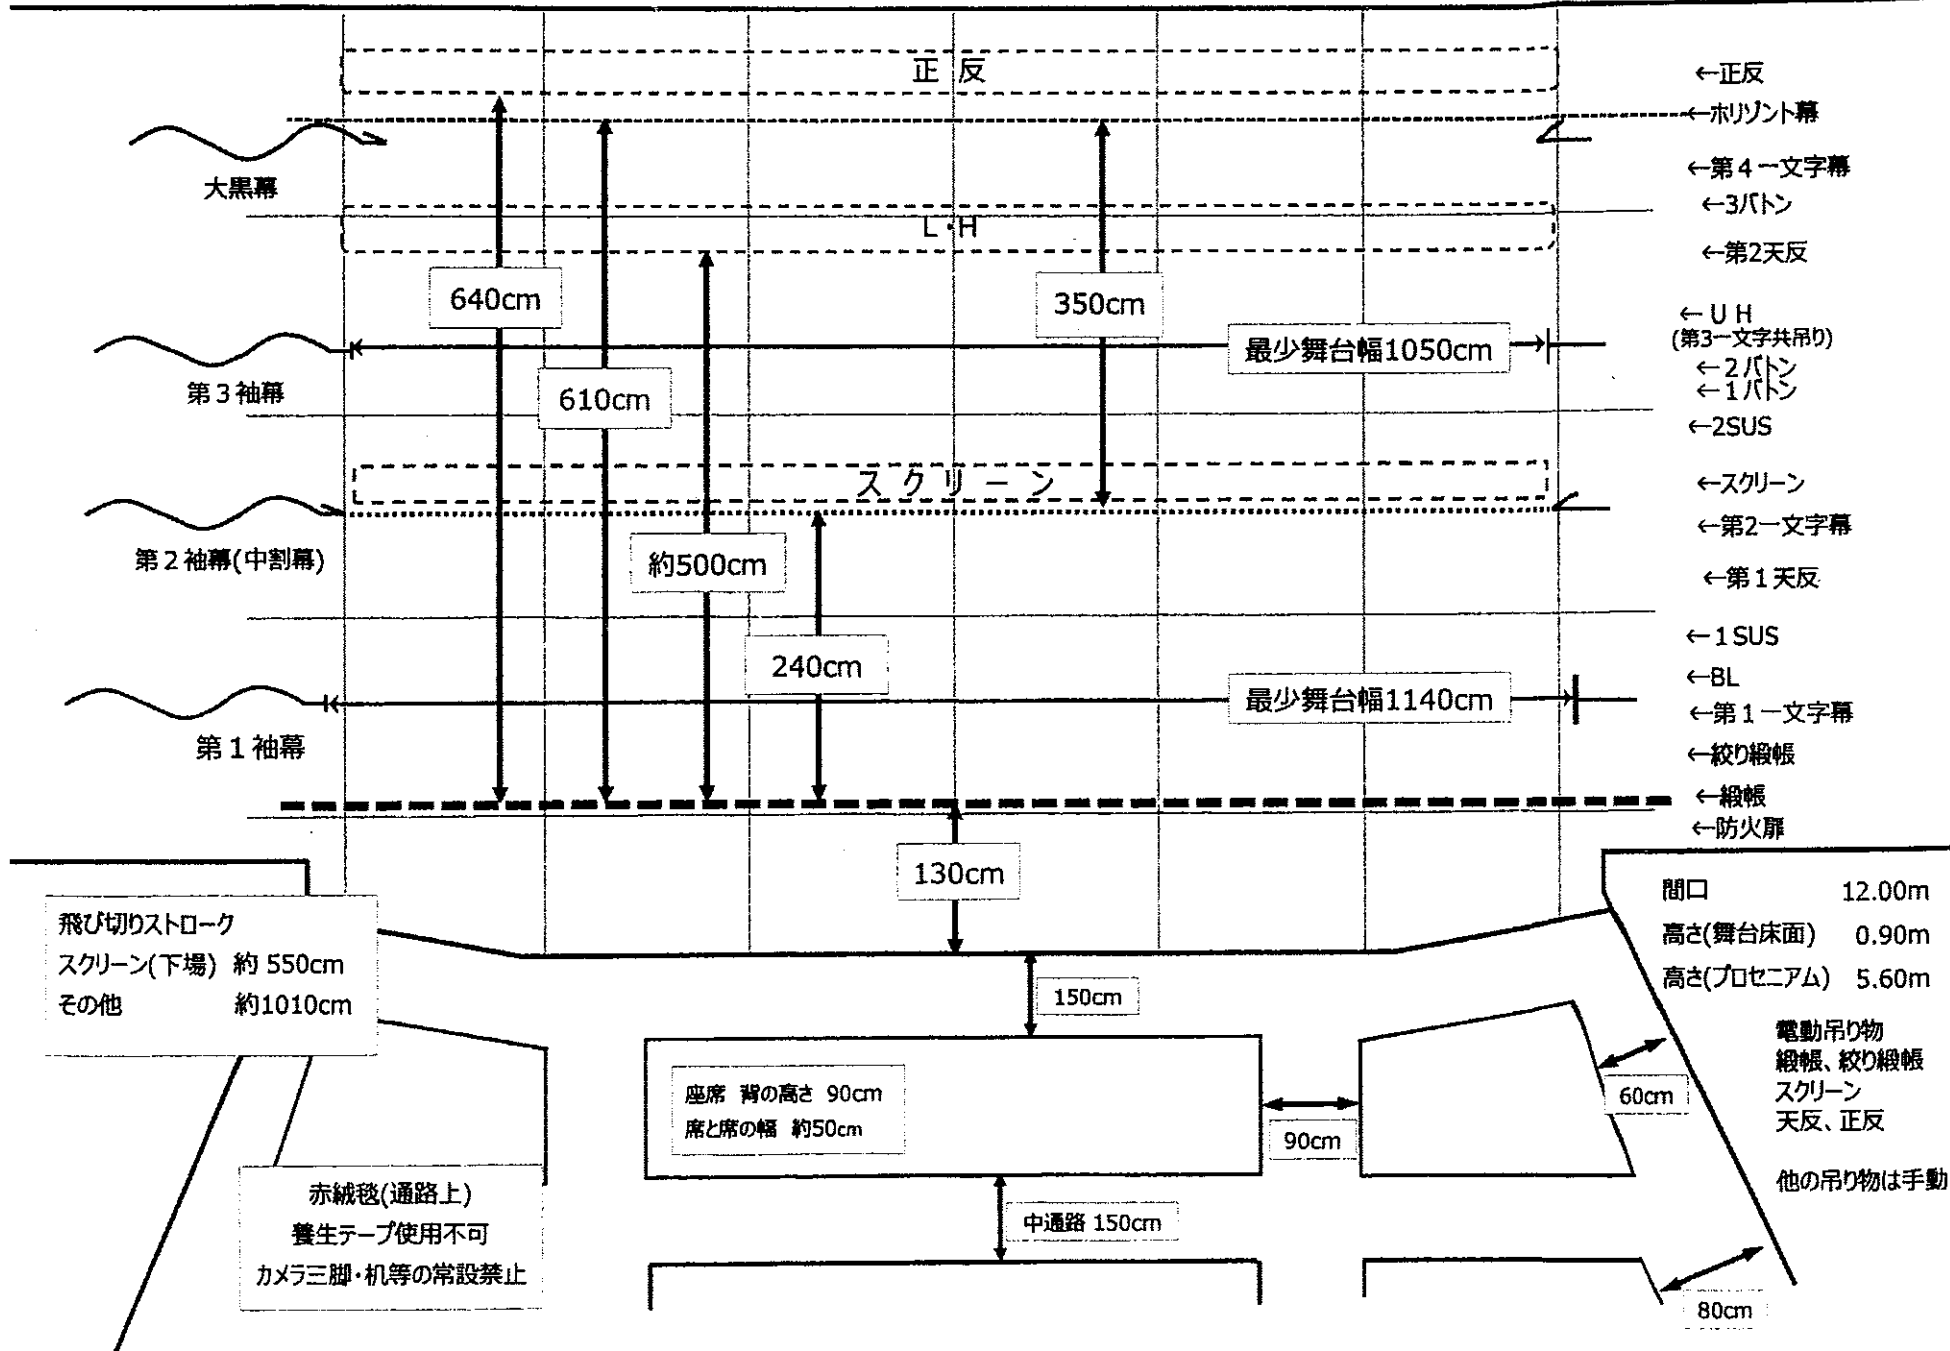 正 反
←正反
←ホリゾント幕
大黒幕
←第4一文字幕
←3バトン
L・H
←第2天反
640cm
350cm
←UH
(第3一文字共吊り)
最少舞台幅1050cm
←2バトン
←1バトン
第3袖幕
610cm
←2SUS
スクリーン
←スクリーン
←第2一文字幕
第2袖幕(中割幕)
約500cm
←第1天反
240cm
←1SUS
←BL
最少舞台幅1140cm
←第1一文字幕
第1袖幕
←絞り緞帳
←緞帳
←防火扉
130cm
飛び切りストローク
スクリーン(下場) 約 550cm
その他 約1010cm
間口 12.00m
高さ(舞台床面) 0.90m
高さ(プロセニアム) 5.60m
150cm
電動吊り物
緞帳、絞り緞帳
スクリーン
天反、正反
他の吊り物は手動
座席 背の高さ 90cm
席と席の幅 約50cm
90cm
60cm
赤絨毯(通路上)
養生テープ使用不可
カメラ三脚・机等の常設禁止
中通路 150cm
80cm